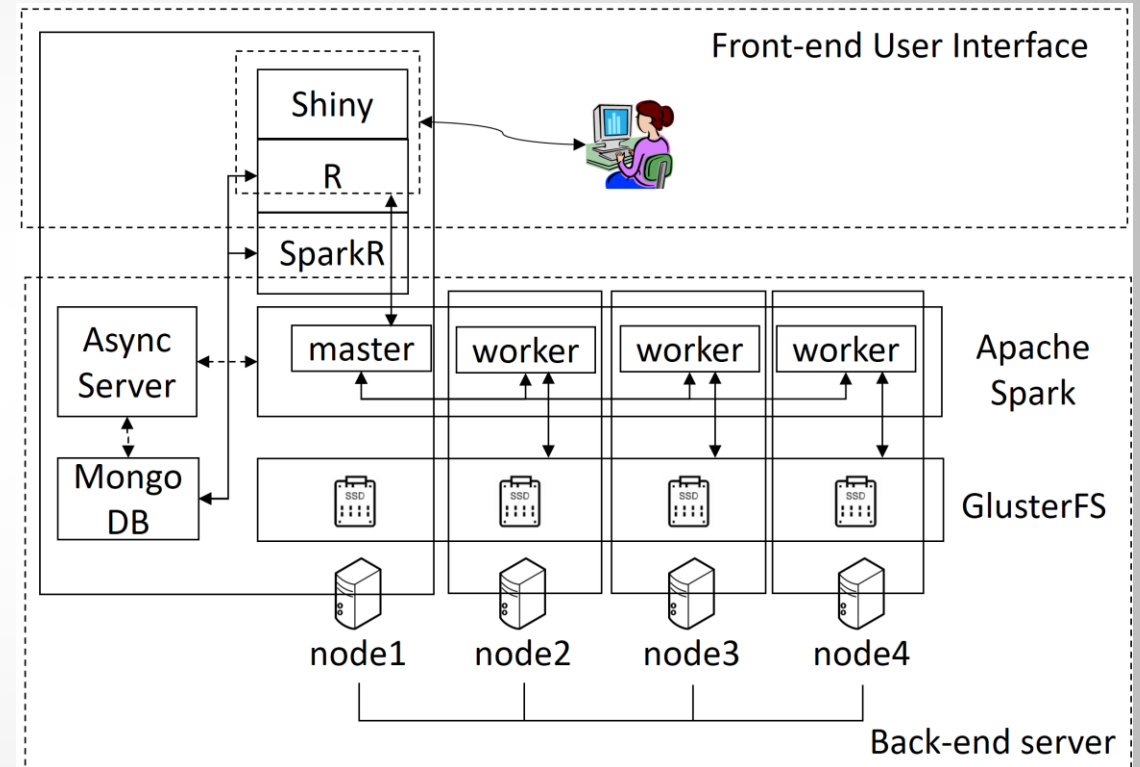 Front-end User Interface
Shiny
R
SparkR
Async
Server
master
worker
worker
worker
Apache
Spark
Mongo
DB
SSD
SSD
SSD
SSD
GlusterFS
node1
node2
node3
node4
Back-end server